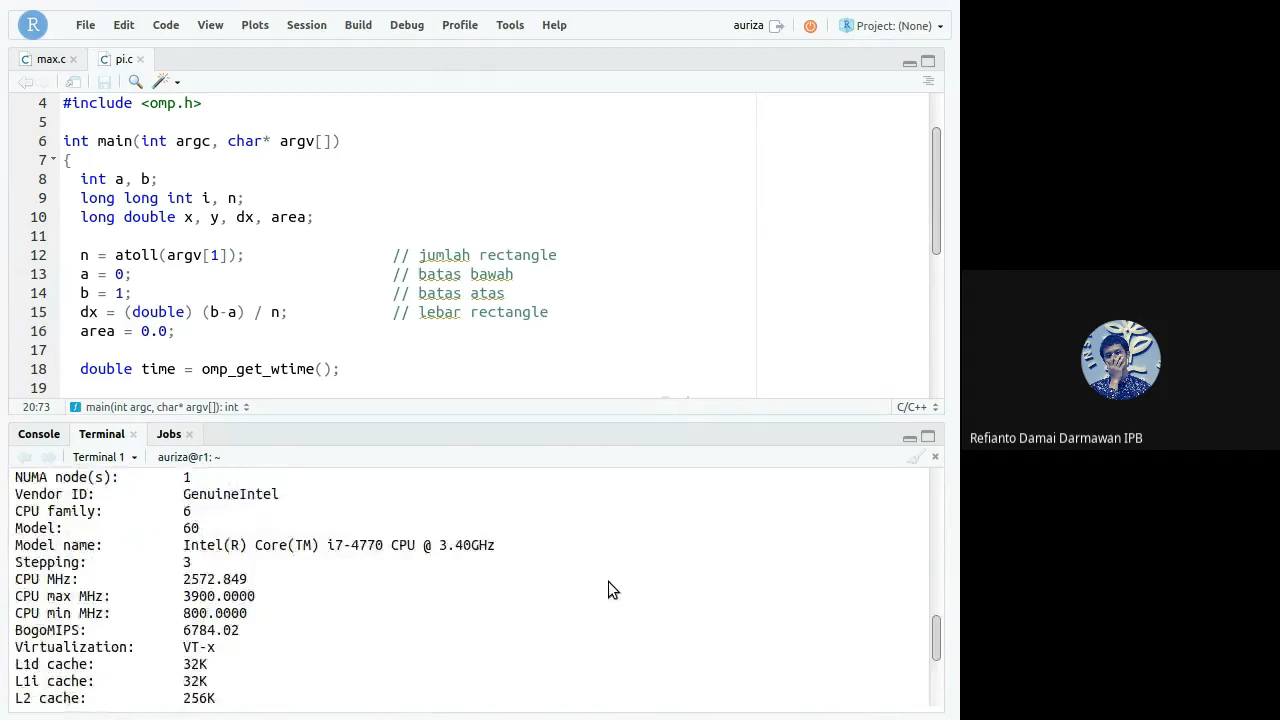 R File Edit Code View Plots Session Build Debug Profile Tools Help auriza Project: (None)
max.c pi.c
4 #include <omp.h>
5
6 int main(int argc, char* argv[])
7 {
8 int a, b;
9 long long int i, n;
10 long double x, y, dx, area;
11
12 n = atoll(argv[1]); // jumlah rectangle
13 a = 0; // batas bawah
14 b = 1; // batas atas
15 dx = (double) (b-a) / n; // lebar rectangle
16 area = 0.0;
17
18 double time = omp_get_wtime();
19
20:73 main(int argc, char* argv[]): int C/C++
Console Terminal Jobs
Terminal 1 auriza@r1: ~
NUMA node(s): 1
Vendor ID: GenuineIntel
CPU family: 6
Model: 60
Model name: Intel(R) Core(TM) i7-4770 CPU @ 3.40GHz
Stepping: 3
CPU MHz: 2572.849
CPU max MHz: 3900.0000
CPU min MHz: 800.0000
BogoMIPS: 6784.02
Virtualization: VT-x
L1d cache: 32K
L1i cache: 32K
L2 cache: 256K
Refianto Damai Darmawan IPB